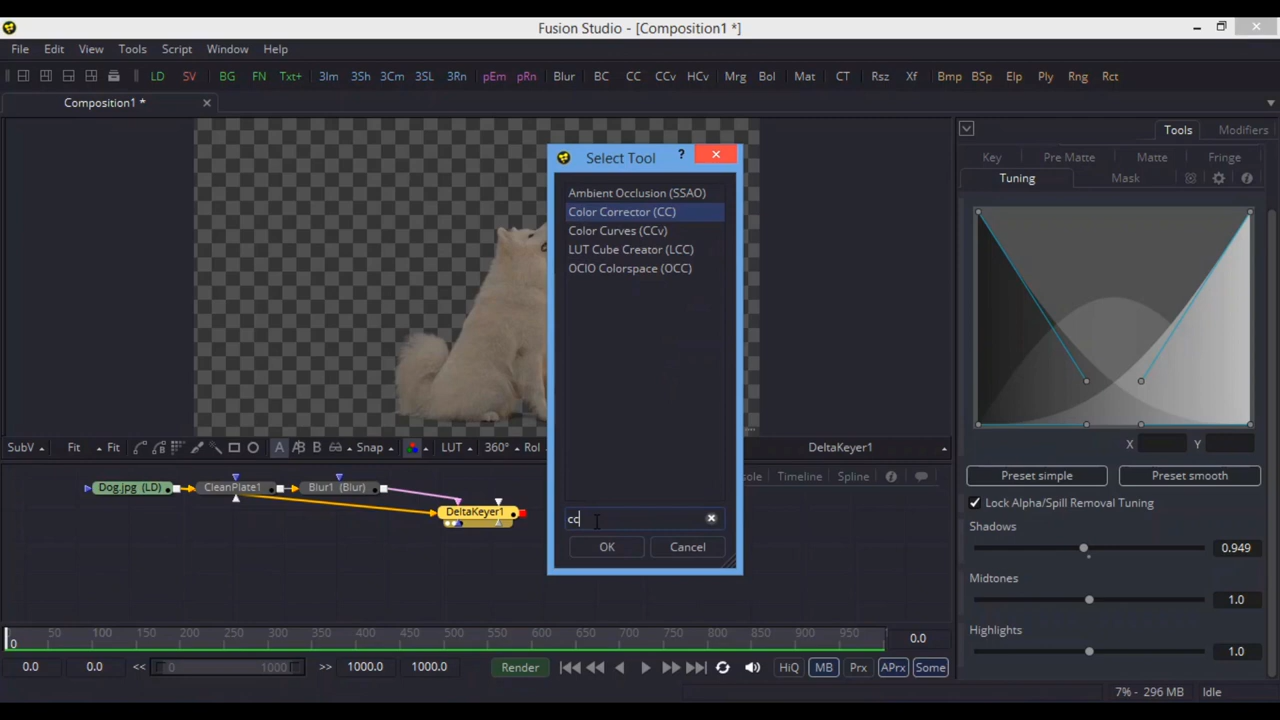 Fusion Studio - [Composition1 *]
File Edit View Tools Script Window Help
LD SV BG FN Txt+ 3Im 3Sh 3Cm 3SL 3Rn pEm pRn Blur BC CC CCv HCv Mrg Bol Mat CT Rsz Xf Bmp BSp Elp Ply Rng Rct
Composition1 *
Tools Modifiers
Key Pre Matte Matte Fringe
Tuning Mask
Select Tool ?
Ambient Occlusion (SSAO)
Color Corrector (CC)
Color Curves (CCv)
LUT Cube Creator (LCC)
OCIO Colorspace (OCC)
cc
OK Cancel
X Y
SubV Fit Fit A B B Snap LUT 360° Rol DeltaKeyer1
sole Timeline Spline
Dog.jpg (LD) CleanPlate1 Blur1 (Blur)
DeltaKeyer1
Preset simple Preset smooth
Lock Alpha/Spill Removal Tuning
Shadows
0.949
Midtones
1.0
Highlights
1.0
0 50 100 150 200 250 300 350 400 450 500 550 600 650 700 750 800 850 900 950 0.0
0.0 0.0 << 0 1000 >> 1000.0 1000.0 Render HiQ MB Prx APrx Some
7% - 296 MB Idle